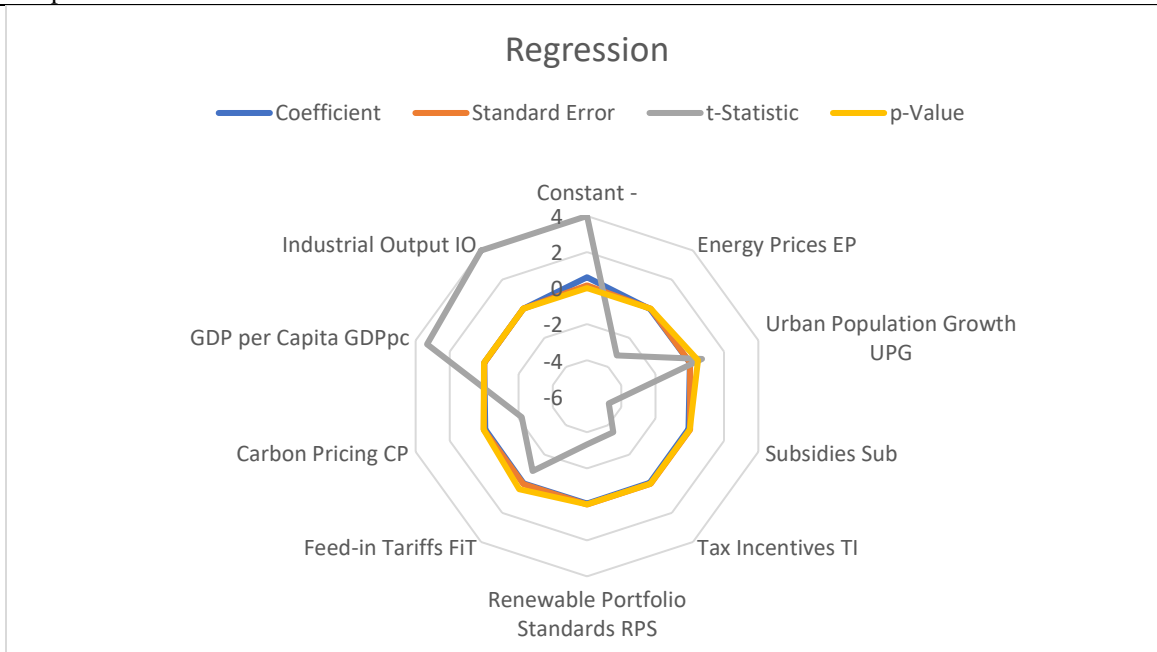 Regression
Coefficient Standard Error t-Statistic p-Value
Constant -
4
Industrial Output IO
Energy Prices EP
2
0
GDP per Capita GDPpc
Urban Population Growth
UPG
-2
-4
-6
Carbon Pricing CP
Subsidies Sub
Feed-in Tariffs FiT
Tax Incentives TI
Renewable Portfolio
Standards RPS